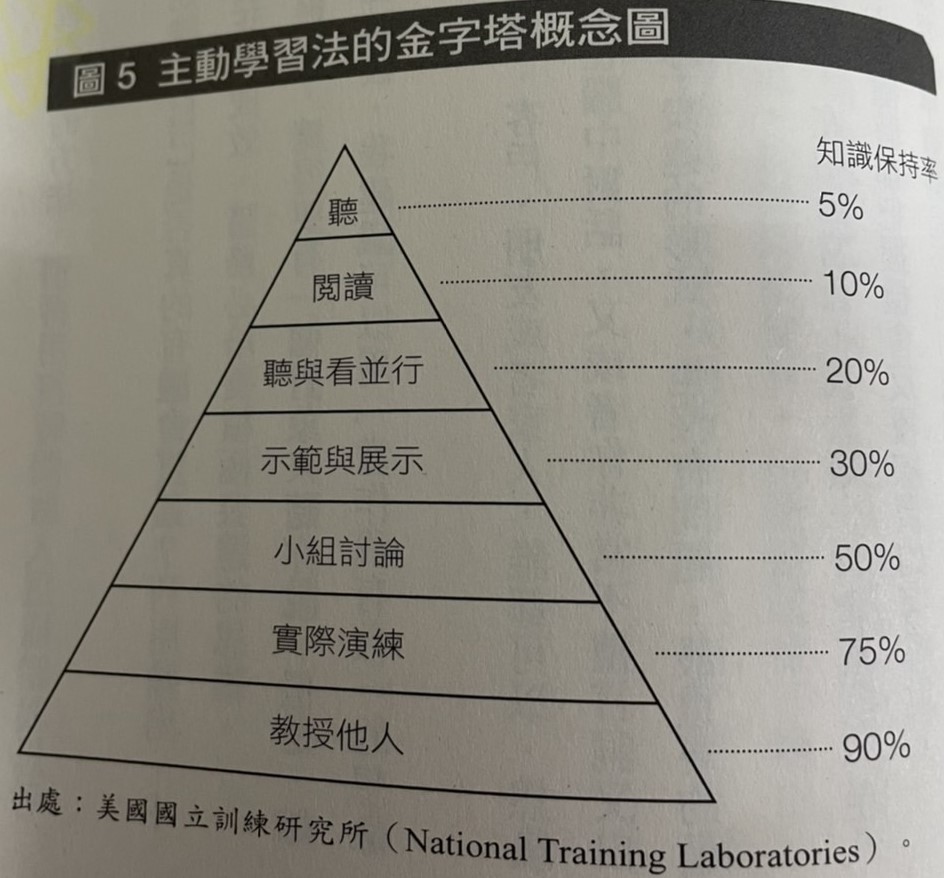 圖 5 主動學習法的金字塔概念圖
知識保持率
聽 5%
閱讀 10%
聽與看並行 20%
示範與展示 30%
小組討論 50%
實際演練 75%
教授他人 90%
出處：美國國立訓練研究所（National Training Laboratories）。